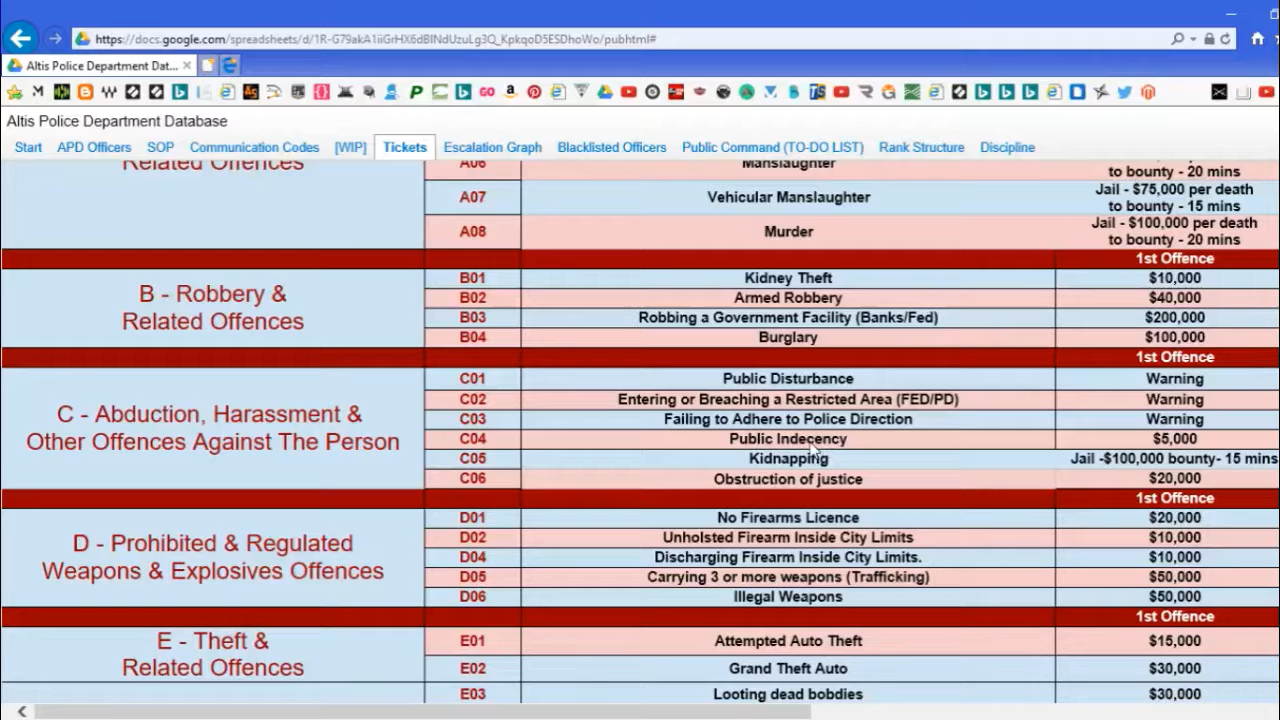 https://docs.google.com/spreadsheets/d/1R-G79akA1iiGrHX6dBlNdUzuLg3Q_KpkqoD5ESDhoWo/pubhtml#
Altis Police Department Dat...
Altis Police Department Database
Start APD Officers SOP Communication Codes [WIP] Tickets Escalation Graph Blacklisted Officers Public Command (TO-DO LIST) Rank Structure Discipline
Related Offences
A06 Manslaughter
to bounty - 20 mins
A07 Vehicular Manslaughter Jail - $75,000 per death
to bounty - 15 mins
A08 Murder Jail - $100,000 per death
to bounty - 20 mins
1st Offence
B - Robbery &
Related Offences
B01 Kidney Theft $10,000
B02 Armed Robbery $40,000
B03 Robbing a Government Facility (Banks/Fed) $200,000
B04 Burglary $100,000
1st Offence
C - Abduction, Harassment &
Other Offences Against The Person
C01 Public Disturbance Warning
C02 Entering or Breaching a Restricted Area (FED/PD) Warning
C03 Failing to Adhere to Police Direction Warning
C04 Public Indecency $5,000
C05 Kidnapping Jail -$100,000 bounty- 15 mins
C06 Obstruction of justice $20,000
1st Offence
D - Prohibited & Regulated
Weapons & Explosives Offences
D01 No Firearms Licence $20,000
D02 Unholsted Firearm Inside City Limits $10,000
D04 Discharging Firearm Inside City Limits. $10,000
D05 Carrying 3 or more weapons (Trafficking) $50,000
D06 Illegal Weapons $50,000
1st Offence
E - Theft &
Related Offences
E01 Attempted Auto Theft $15,000
E02 Grand Theft Auto $30,000
E03 Looting dead bobdies $30,000